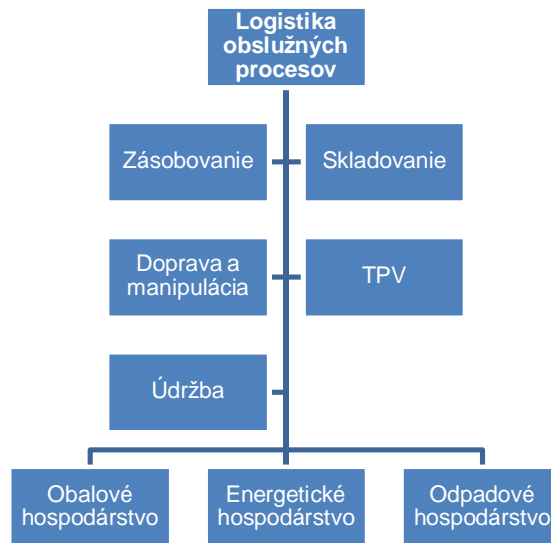 Logistika
obslužných
procesov
Zásobovanie
Skladovanie
Doprava a
manipulácia
TPV
Údržba
Obalové
hospodárstvo
Energetické
hospodárstvo
Odpadové
hospodárstvo